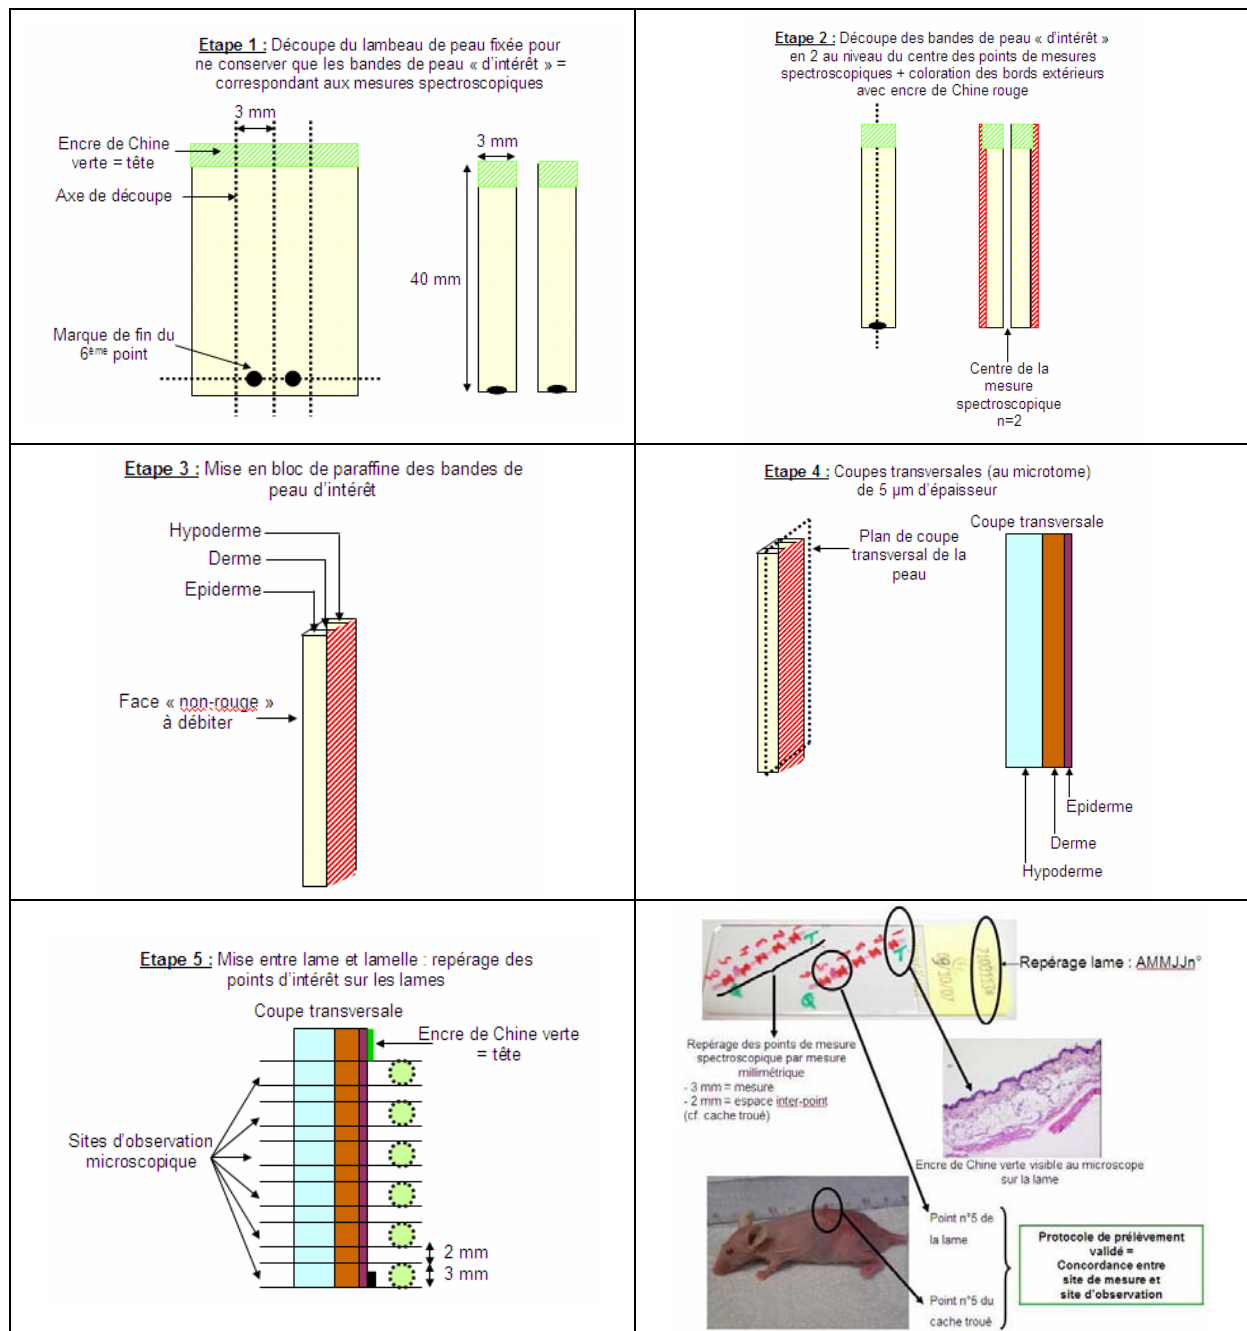 Etape 1 : Découpe du lambeau de peau fixée pour
ne conserver que les bandes de peau « d'intérêt » =
correspondant aux mesures spectroscopiques
3 mm
Encre de Chine
verte = tête
Axe de découpe
Marque de fin du
6ème point
3 mm
40 mm
Etape 2 : Découpe des bandes de peau « d'intérêt »
en 2 au niveau du centre des points de mesures
spectroscopiques + coloration des bords extérieurs
avec encre de Chine rouge
Centre de la
mesure
spectroscopique
n=2
Etape 3 : Mise en bloc de paraffine des bandes de
peau d'intérêt
Hypoderme
Derme
Epiderme
Face « non-rouge »
à débiter
Etape 4 : Coupes transversales (au microtome)
de 5 µm d'épaisseur
Plan de coupe
transversal de la
peau
Coupe transversale
Epiderme
Derme
Hypoderme
Etape 5 : Mise entre lame et lamelle : repérage des
points d'intérêt sur les lames
Coupe transversale
Encre de Chine verte
= tête
Sites d'observation
microscopique
2 mm
3 mm
Repérage lame : AMMJJn°
Repérage des points de mesure
spectroscopique par mesure
millimétrique
- 3 mm = mesure
- 2 mm = espace inter-point
(cf. cache troué)
Encre de Chine verte visible au microscope
sur la lame
Point n°5 de
la lame
Point n°5 du
cache troué
Protocole de prélèvement
validé =
Concordance entre
site de mesure et
site d'observation